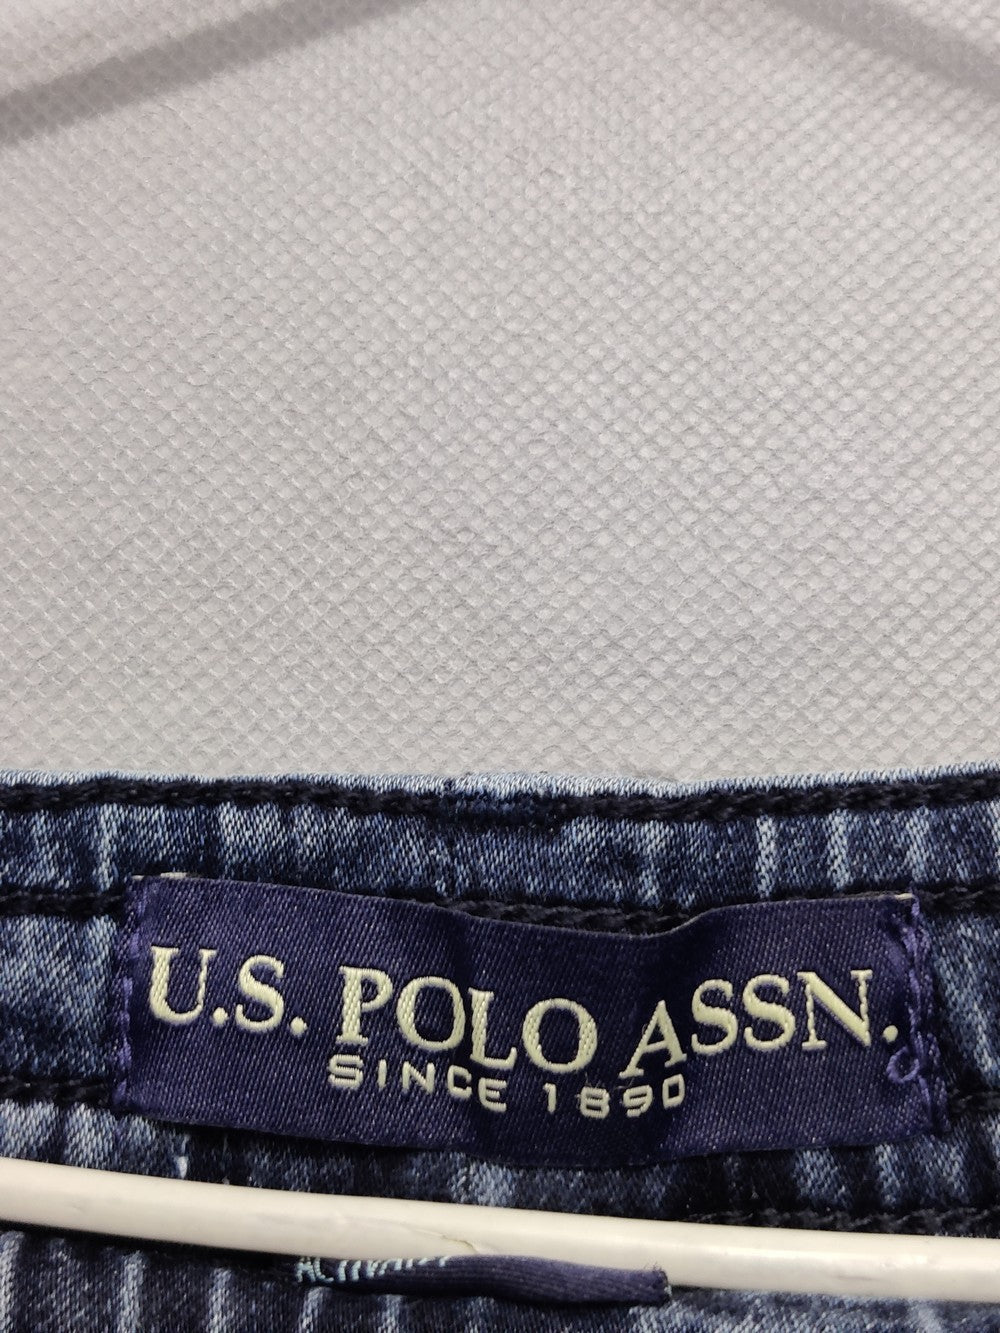 U.S. POLO ASSN.
SINCE 1890